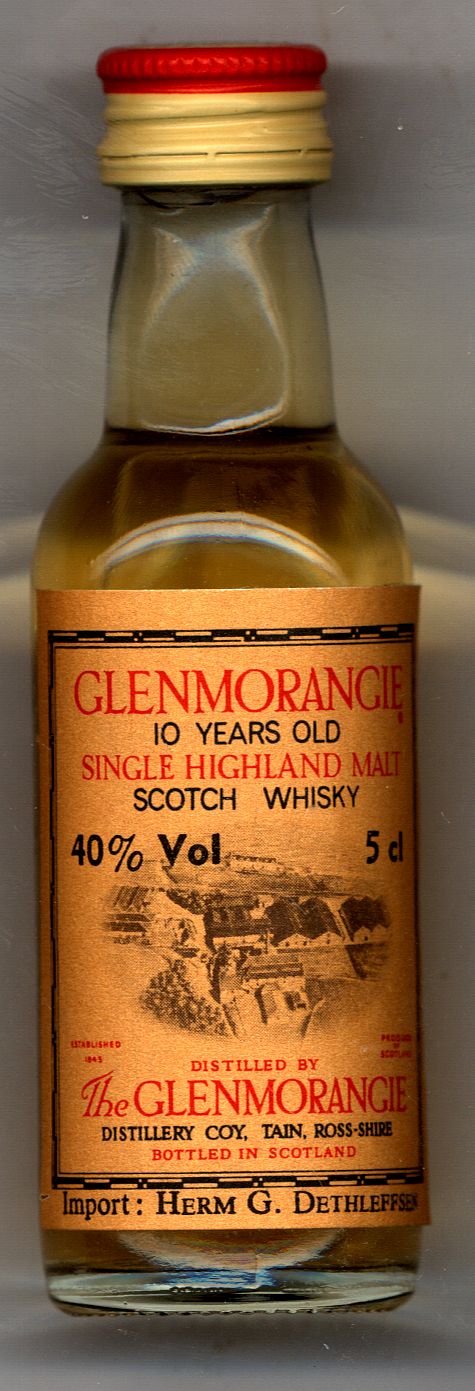 GLENMORANGIE
10 YEARS OLD
SINGLE HIGHLAND MALT
SCOTCH WHISKY
40% Vol 5 cl
ESTABLISHED
1843
PRODUCE
OF
SCOTLAND
DISTILLED BY
The GLENMORANGIE
DISTILLERY COY, TAIN, ROSS-SHIRE
BOTTLED IN SCOTLAND
Import: HERM G. DETHLEFFSEN